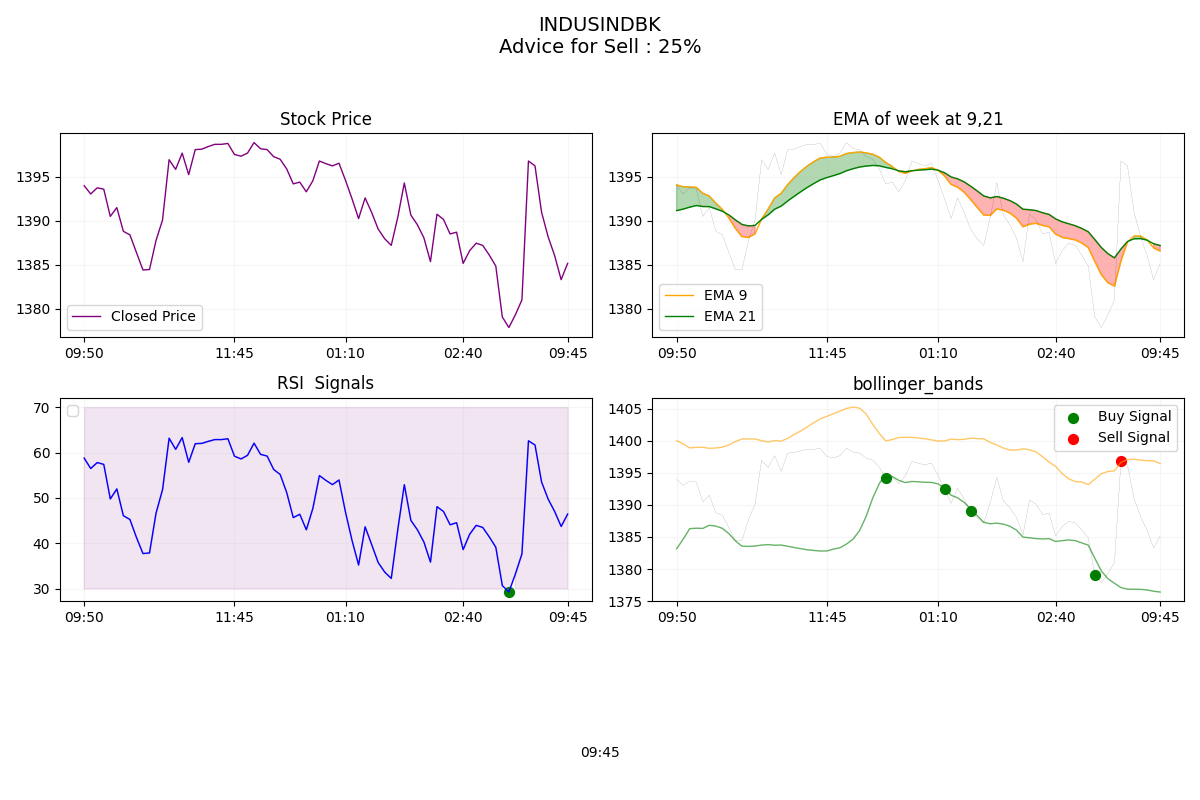 INDUSINDBK
Advice for Sell : 25%
Stock Price
1395
1390
1385
1380
Closed Price
09:50 11:45 01:10 02:40 09:45
EMA of week at 9,21
1395
1390
1385
1380
EMA 9
EMA 21
09:50 11:45 01:10 02:40 09:45
RSI  Signals
70
60
50
40
30
09:50 11:45 01:10 02:40 09:45
bollinger_bands
1405
1400
1395
1390
1385
1380
1375
Buy Signal
Sell Signal
09:50 11:45 01:10 02:40 09:45
09:45